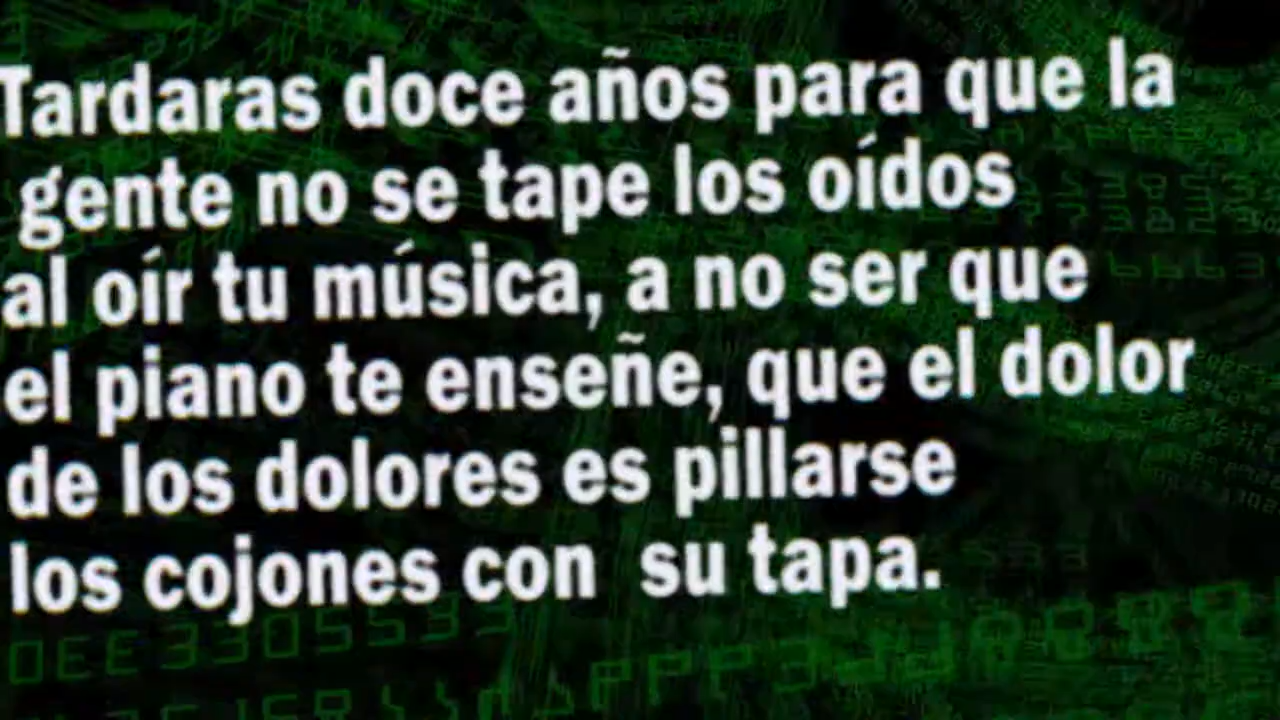 Tardaras doce años para que la
gente no se tape los oídos
al oír tu música, a no ser que
el piano te enseñe, que el dolor
de los dolores es pillarse
los cojones con su tapa.